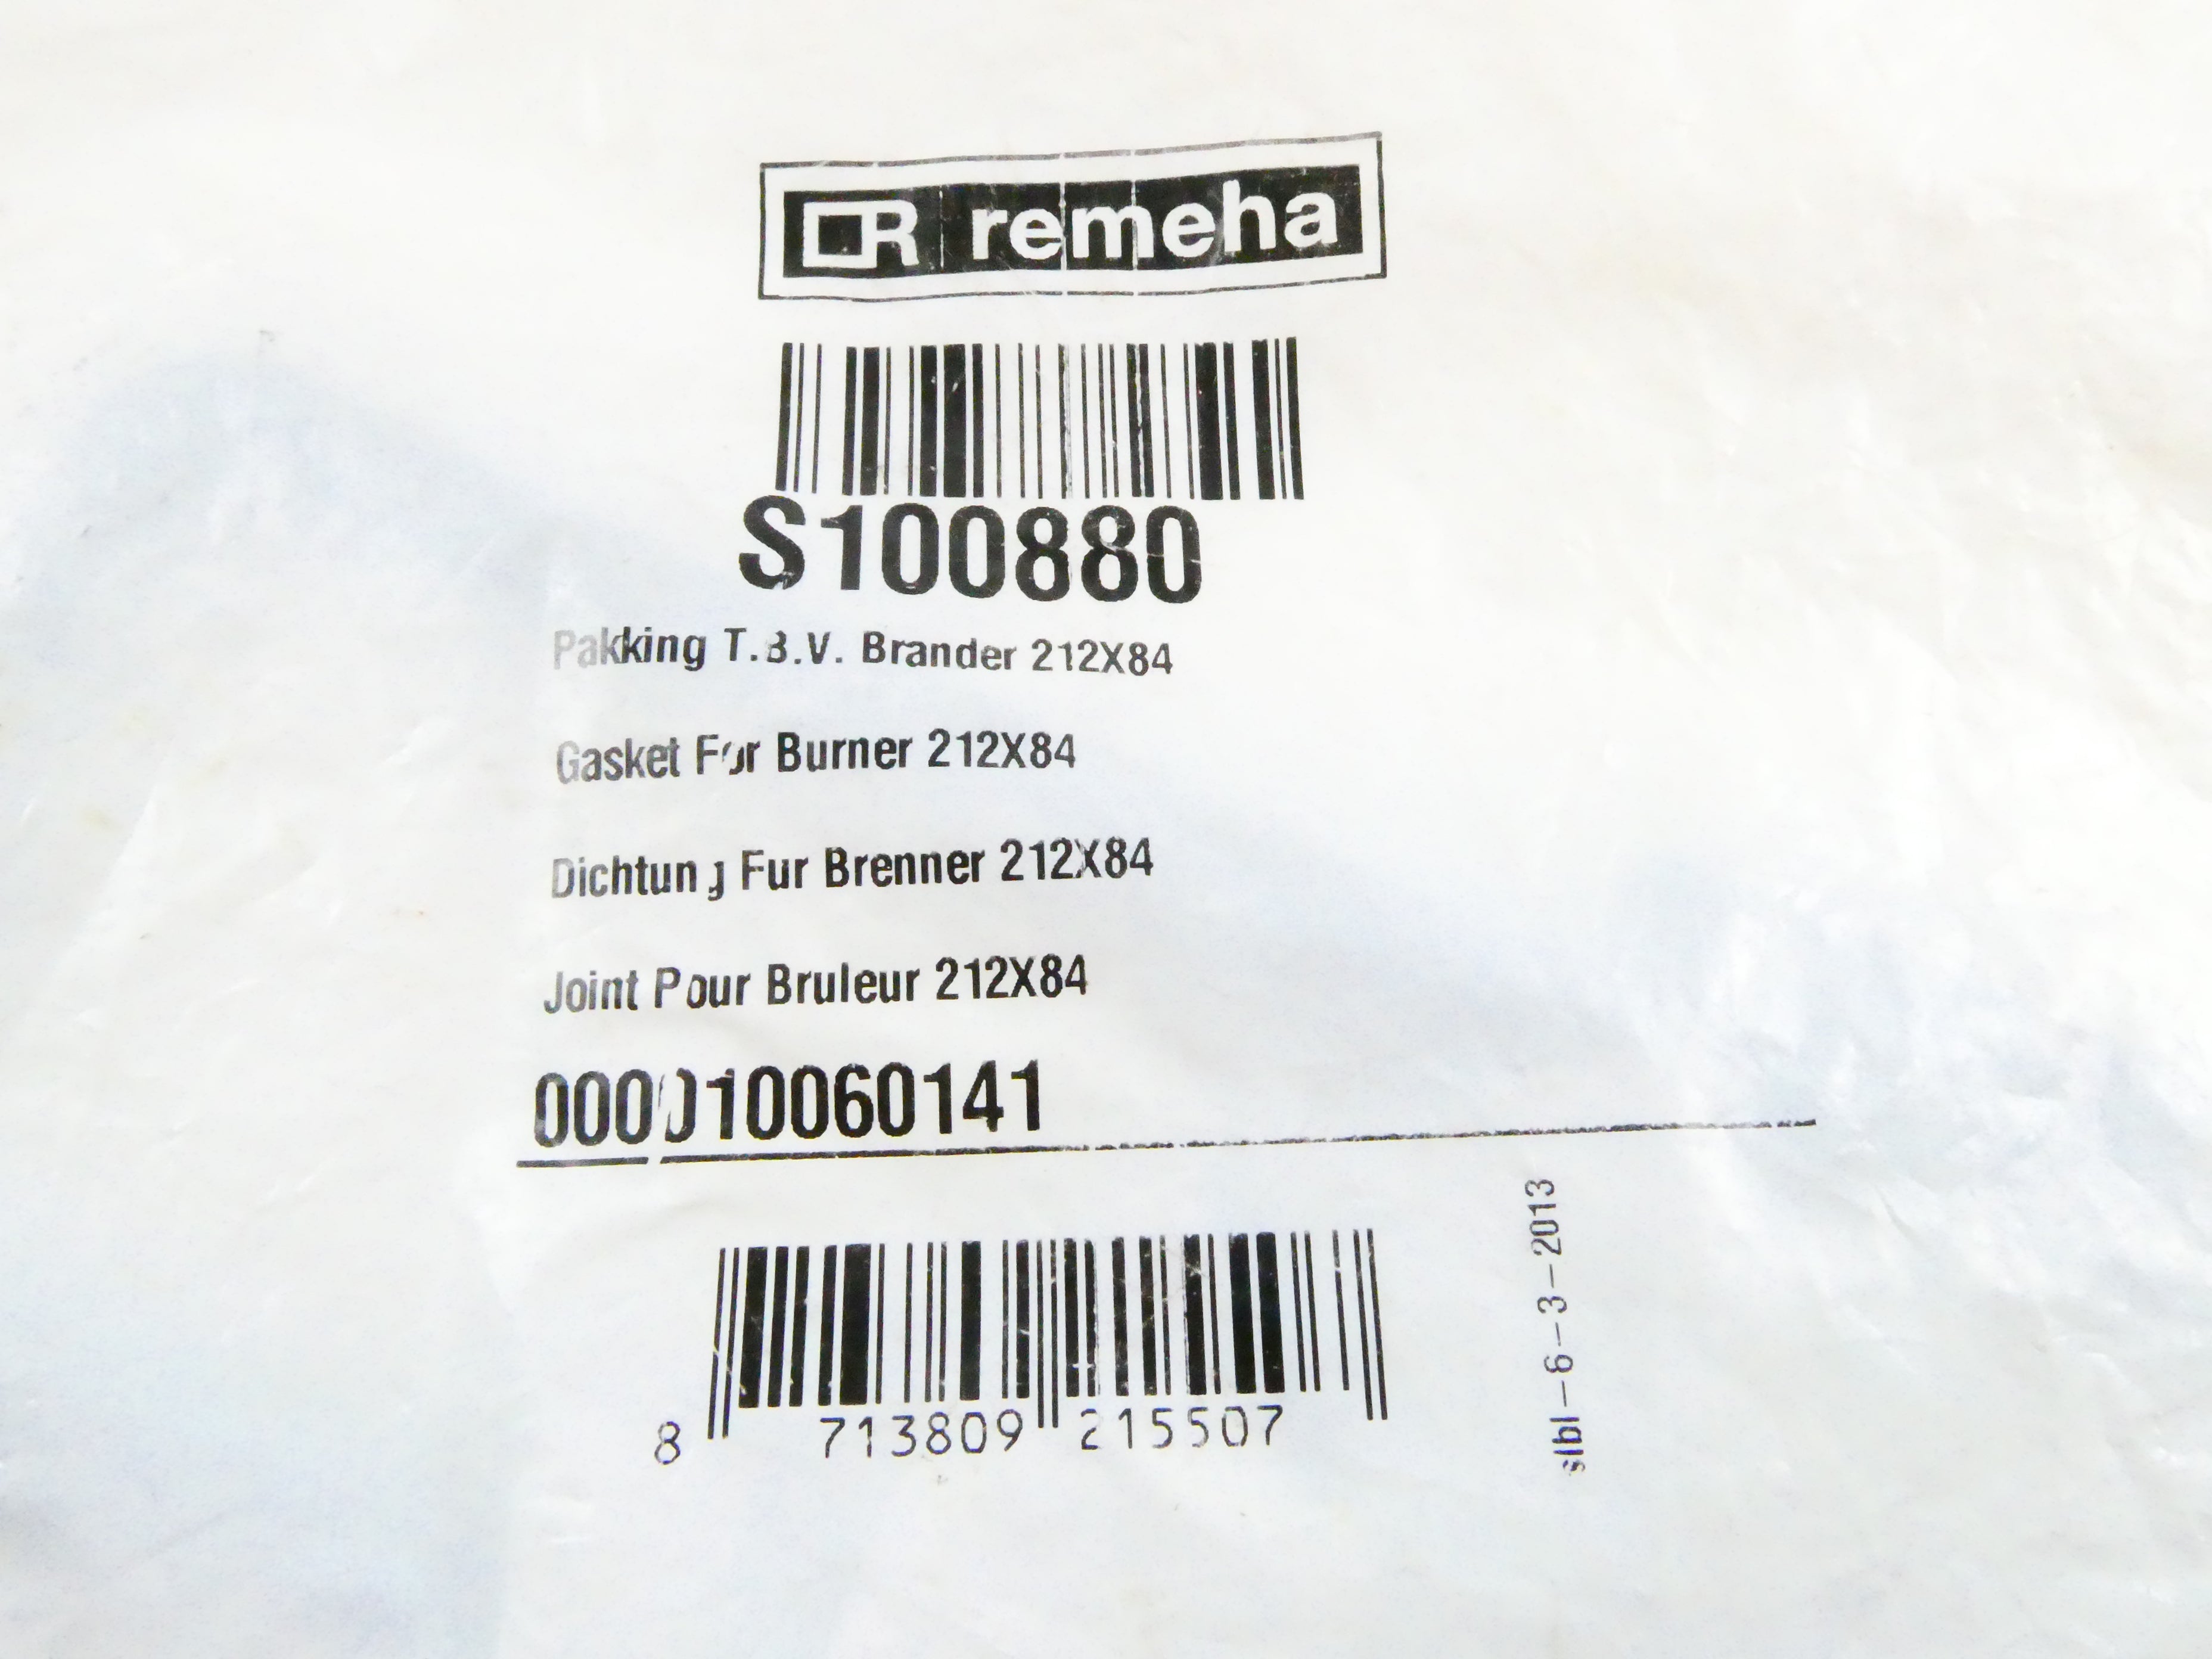 R remeha
S100880
Pakking T.B.V. Brander 212X84
Gasket For Burner 212X84
Dichtung Fur Brenner 212X84
Joint Pour Bruleur 212X84
000010060141
8 713809 215507
slbl-6-3-2013